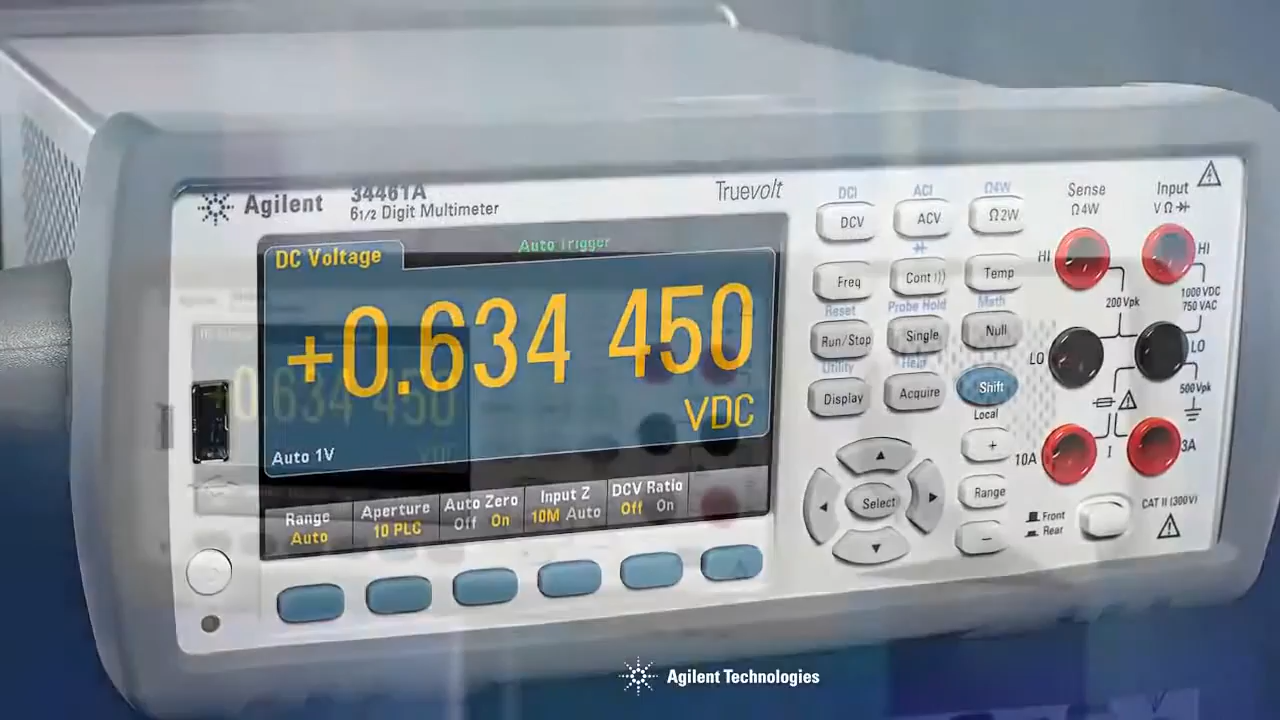 Agilent
34461A
6 1/2 Digit Multimeter
Truevolt
DC Voltage
Auto Trigger
+0.634 450
VDC
Auto 1V
Range
Auto
Aperture
10 PLC
Auto Zero
Off On
Input Z
10M Auto
DCV Ratio
Off On
DCI
DCV
ACI
ACV
Ω4W
Ω2W
Freq
Cont
Temp
Reset
Probe Hold
Math
Run/Stop
Single
Null
Utility
Help
Display
Acquire
Shift
Local
+
Select
Range
−
Sense
Ω4W
Input
VΩ
HI
HI
200 Vpk
1000 VDC
750 VAC
LO
LO
500 Vpk
10A
I
3A
Front
Rear
CAT II (300V)
Agilent Technologies